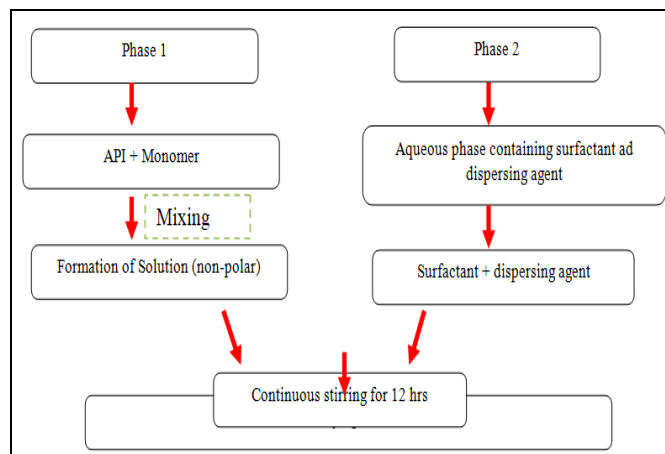 Phase 1
Phase 2
API + Monomer
Aqueous phase containing surfactant ad
dispersing agent
Mixing
Formation of Solution (non-polar)
Surfactant + dispersing agent
Continuous stirring for 12 hrs